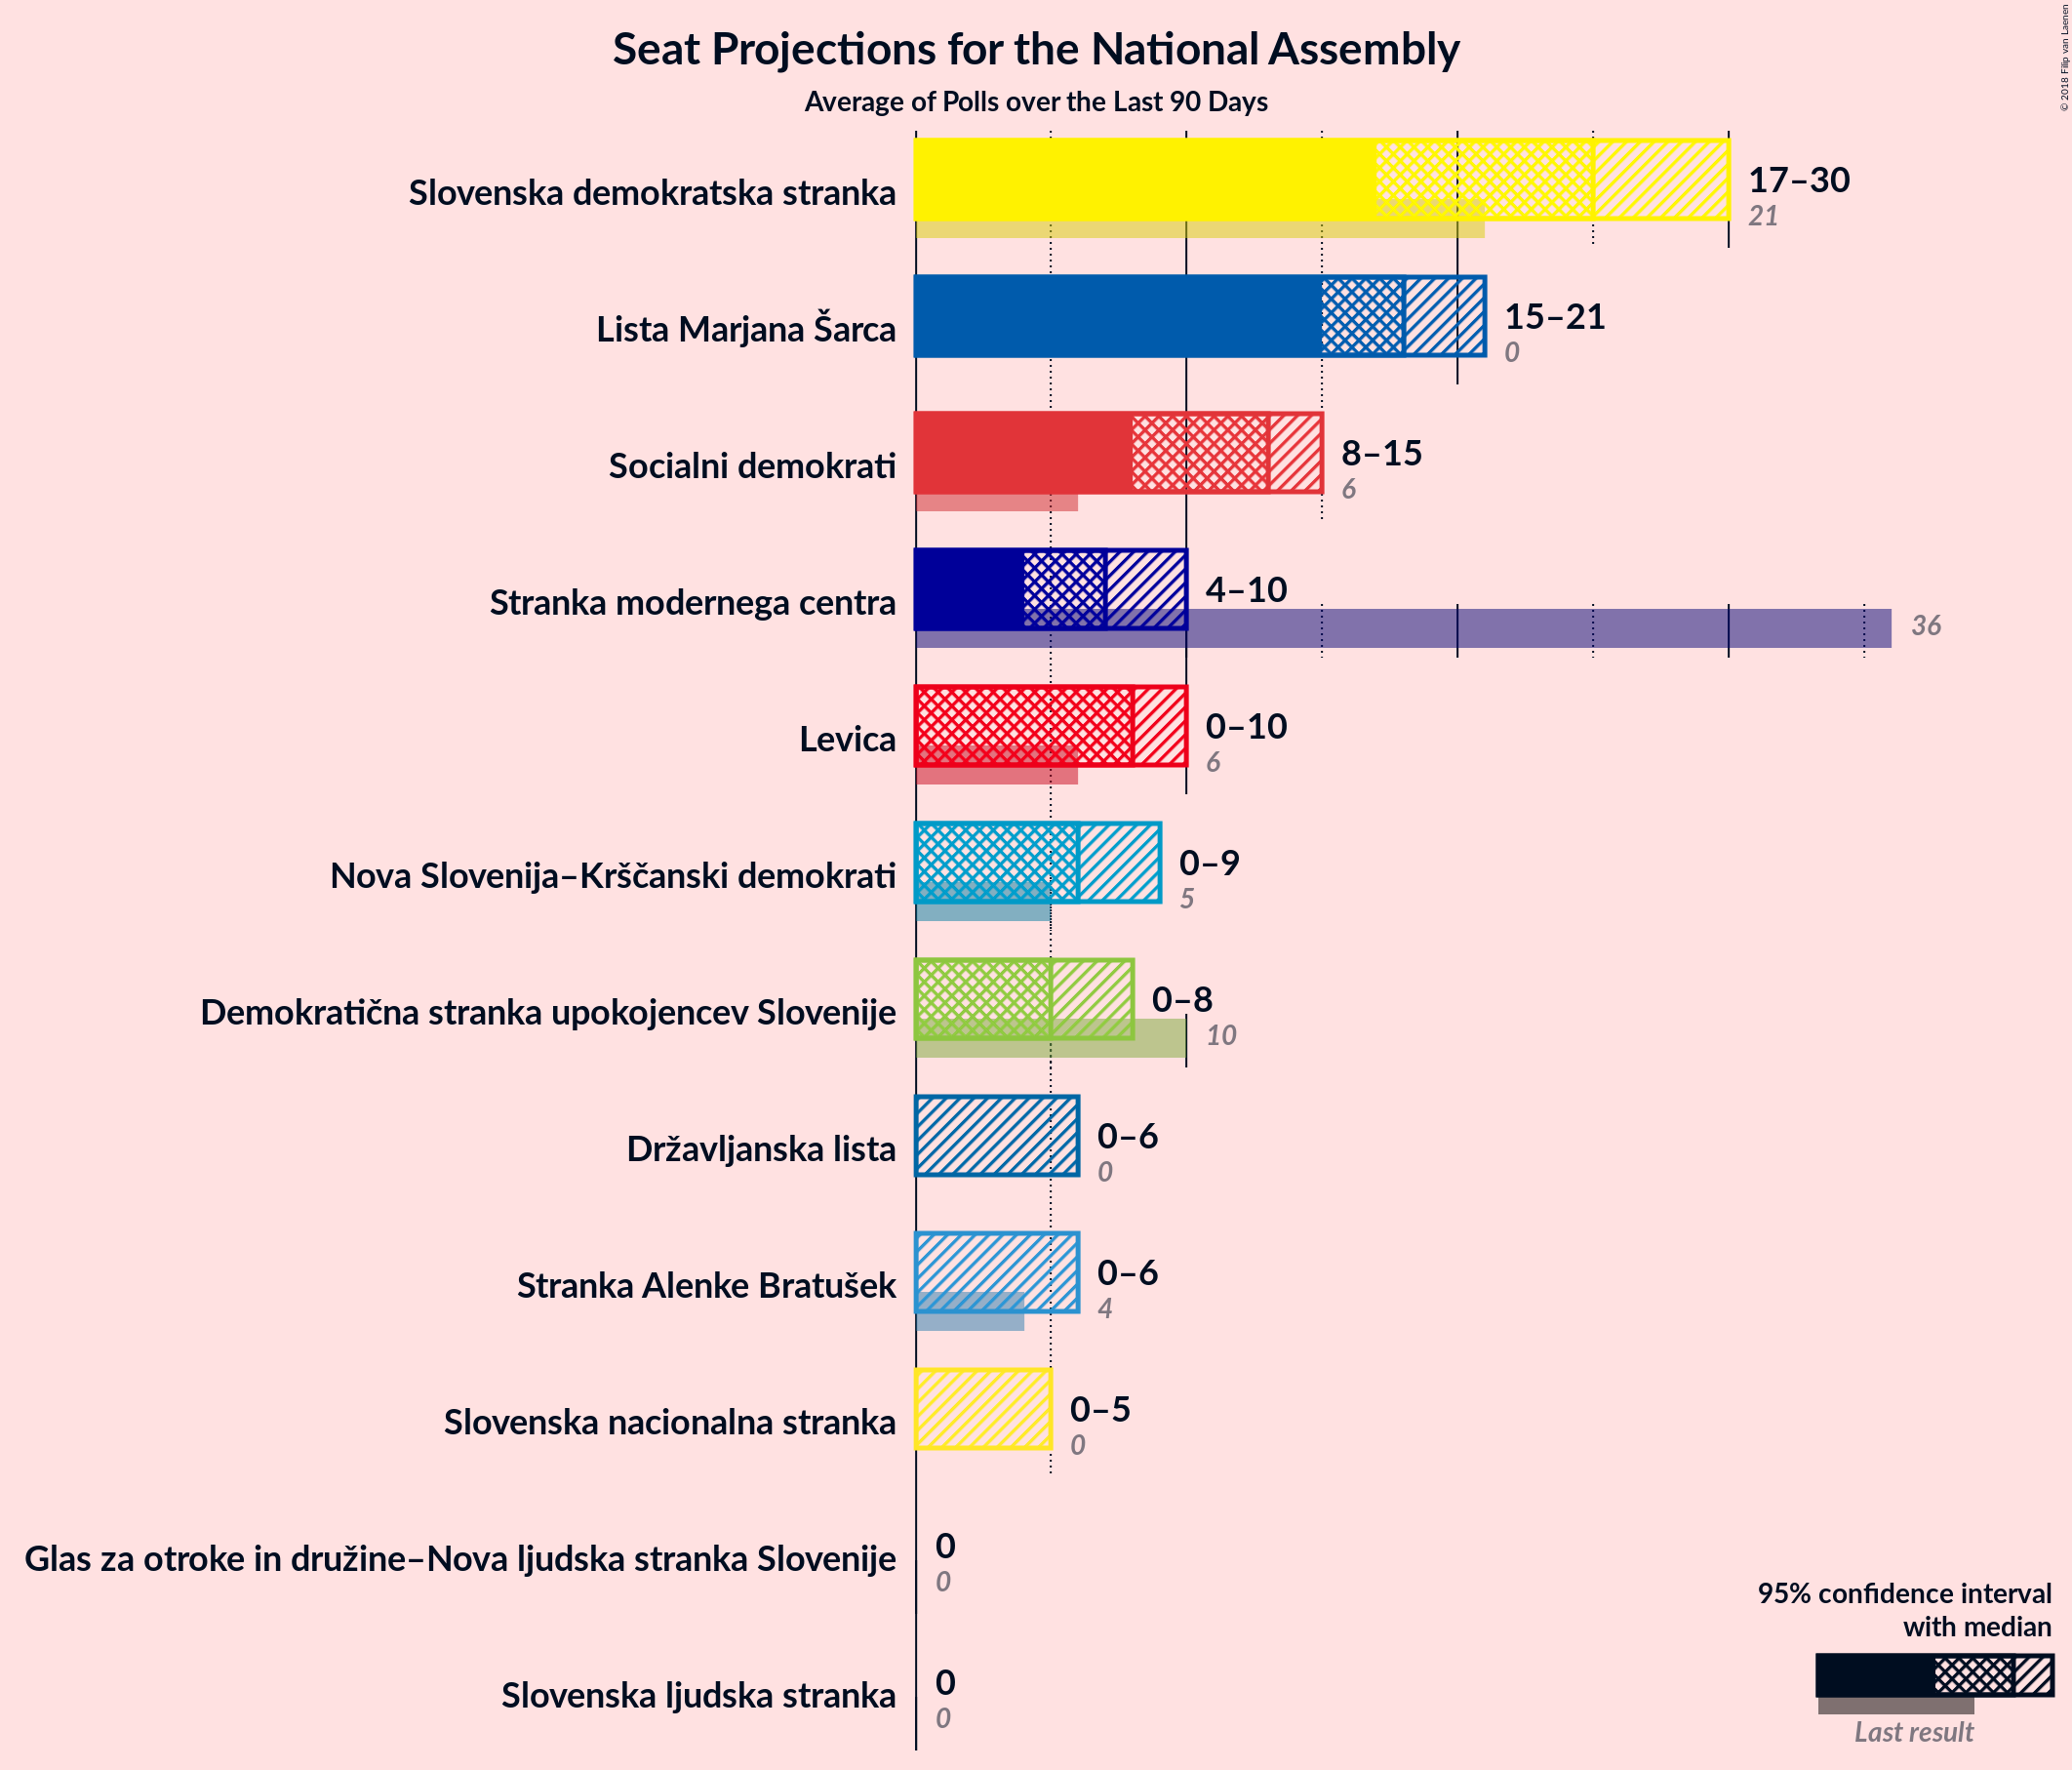 Seat Projections for the National Assembly
Average of Polls over the Last 90 Days
© 2018 Filip van Laenen
Slovenska demokratska stranka
17–30
21
Lista Marjana Šarca
15–21
0
Socialni demokrati
8–15
6
Stranka modernega centra
4–10
36
Levica
0–10
6
Nova Slovenija–Krščanski demokrati
0–9
5
Demokratična stranka upokojencev Slovenije
0–8
10
Državljanska lista
0–6
0
Stranka Alenke Bratušek
0–6
4
Slovenska nacionalna stranka
0–5
0
Glas za otroke in družine–Nova ljudska stranka Slovenije
0
0
Slovenska ljudska stranka
0
0
95% confidence interval
with median
Last result